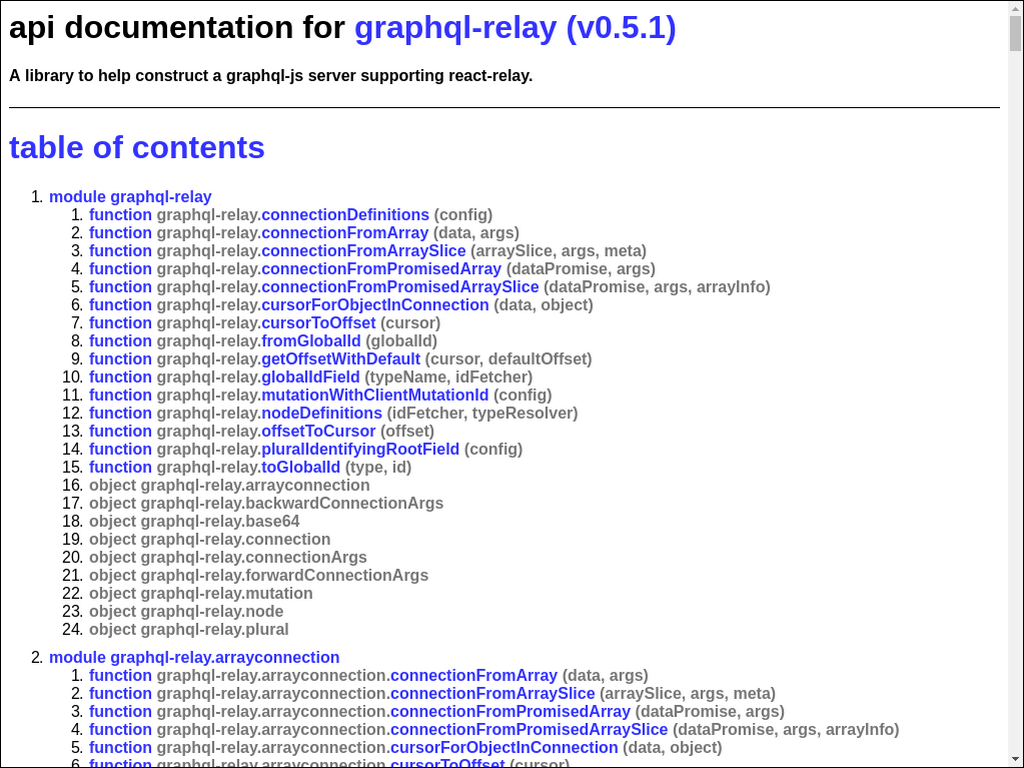 api documentation for graphql-relay (v0.5.1)
A library to help construct a graphql-js server supporting react-relay.
table of contents
1. module graphql-relay
1. function graphql-relay.connectionDefinitions (config)
2. function graphql-relay.connectionFromArray (data, args)
3. function graphql-relay.connectionFromArraySlice (arraySlice, args, meta)
4. function graphql-relay.connectionFromPromisedArray (dataPromise, args)
5. function graphql-relay.connectionFromPromisedArraySlice (dataPromise, args, arrayInfo)
6. function graphql-relay.cursorForObjectInConnection (data, object)
7. function graphql-relay.cursorToOffset (cursor)
8. function graphql-relay.fromGlobalId (globalId)
9. function graphql-relay.getOffsetWithDefault (cursor, defaultOffset)
10. function graphql-relay.globalIdField (typeName, idFetcher)
11. function graphql-relay.mutationWithClientMutationId (config)
12. function graphql-relay.nodeDefinitions (idFetcher, typeResolver)
13. function graphql-relay.offsetToCursor (offset)
14. function graphql-relay.pluralIdentifyingRootField (config)
15. function graphql-relay.toGlobalId (type, id)
16. object graphql-relay.arrayconnection
17. object graphql-relay.backwardConnectionArgs
18. object graphql-relay.base64
19. object graphql-relay.connection
20. object graphql-relay.connectionArgs
21. object graphql-relay.forwardConnectionArgs
22. object graphql-relay.mutation
23. object graphql-relay.node
24. object graphql-relay.plural
2. module graphql-relay.arrayconnection
1. function graphql-relay.arrayconnection.connectionFromArray (data, args)
2. function graphql-relay.arrayconnection.connectionFromArraySlice (arraySlice, args, meta)
3. function graphql-relay.arrayconnection.connectionFromPromisedArray (dataPromise, args)
4. function graphql-relay.arrayconnection.connectionFromPromisedArraySlice (dataPromise, args, arrayInfo)
5. function graphql-relay.arrayconnection.cursorForObjectInConnection (data, object)
6. function graphql-relay.arrayconnection.cursorToOffset (cursor)